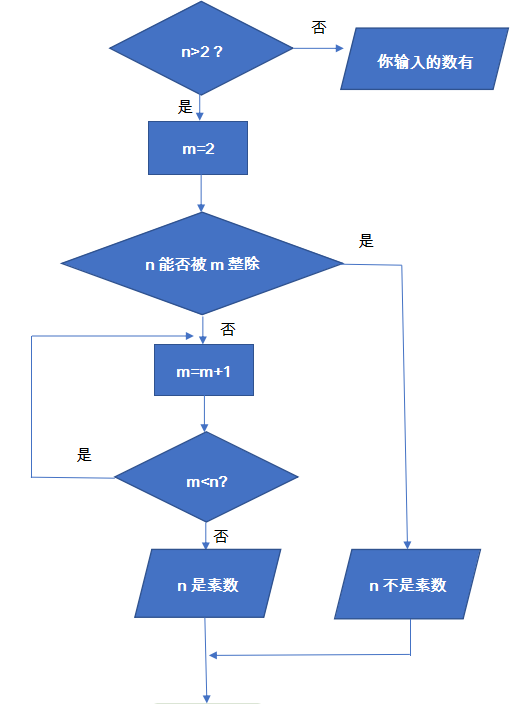 n>2 ?
否
你输入的数有
是
m=2
n 能否被 m 整除
是
否
m=m+1
是
m<n?
否
n 是素数
n 不是素数